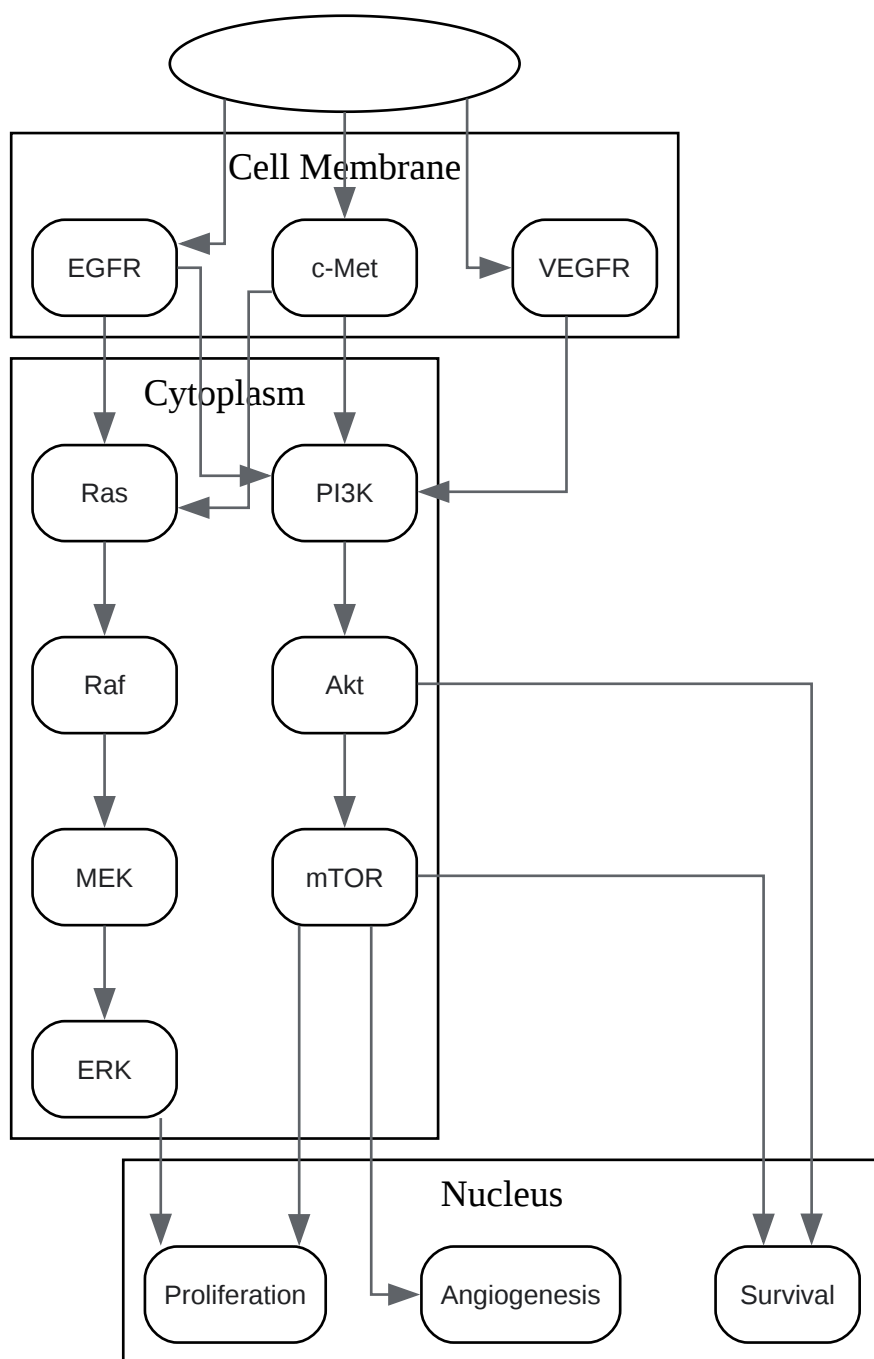 Cell Membrane
EGFR
c-Met
VEGFR
Cytoplasm
Ras
PI3K
Raf
Akt
MEK
mTOR
ERK
Nucleus
Proliferation
Angiogenesis
Survival